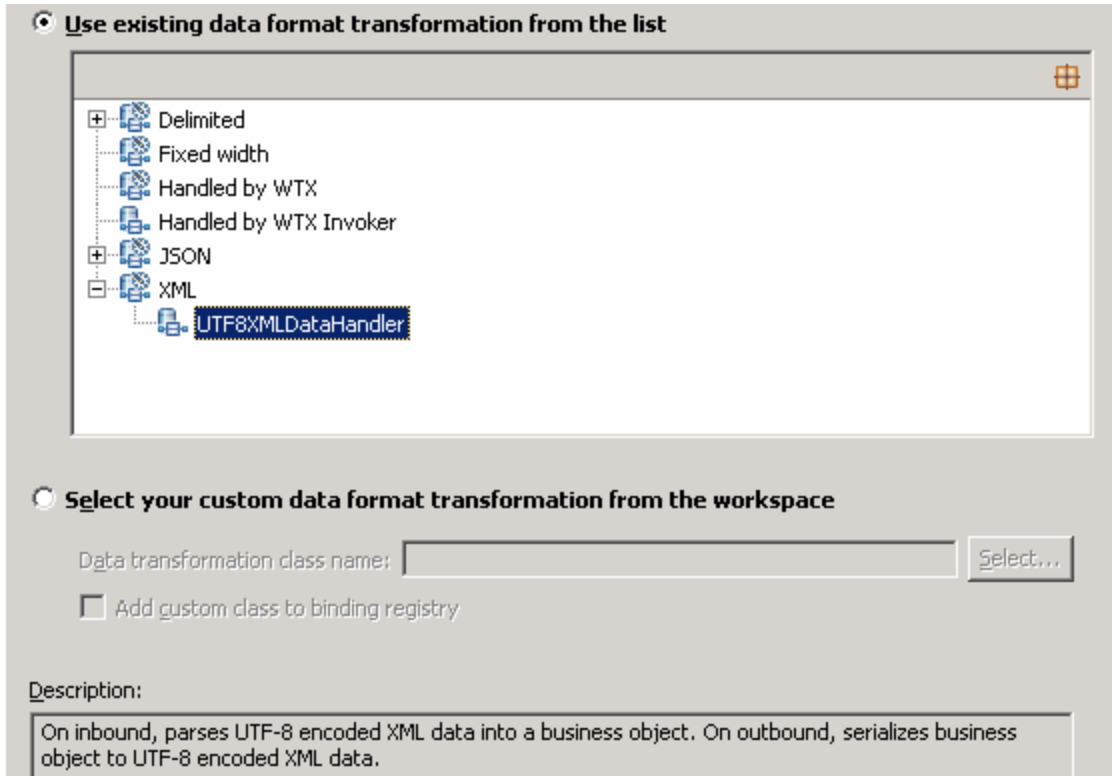 Use existing data format transformation from the list
Delimited
Fixed width
Handled by WTX
Handled by WTX Invoker
JSON
XML
UTF8XMLDataHandler
Select your custom data format transformation from the workspace
Data transformation class name:
Select...
Add custom class to binding registry
Description:
On inbound, parses UTF-8 encoded XML data into a business object. On outbound, serializes business
object to UTF-8 encoded XML data.